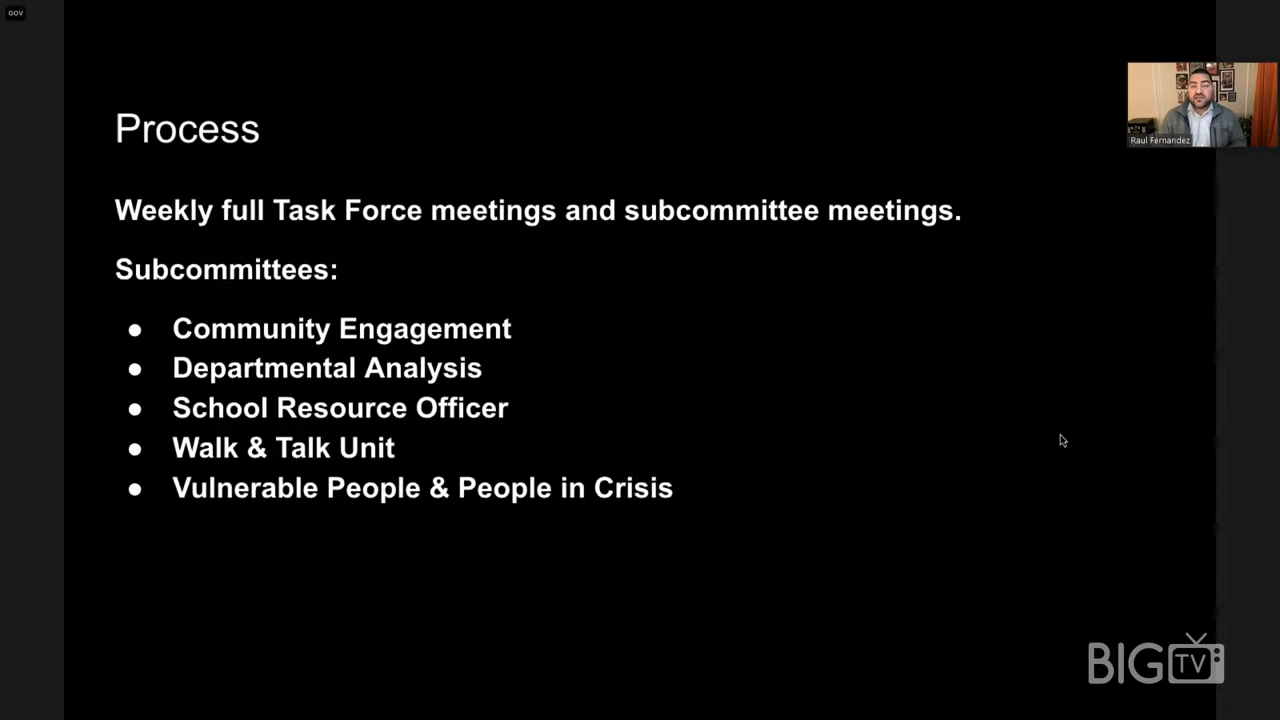 GOV
Process
Raul Fernandez
Weekly full Task Force meetings and subcommittee meetings.
Subcommittees:
● Community Engagement
● Departmental Analysis
● School Resource Officer
● Walk & Talk Unit
● Vulnerable People & People in Crisis
BIG TV